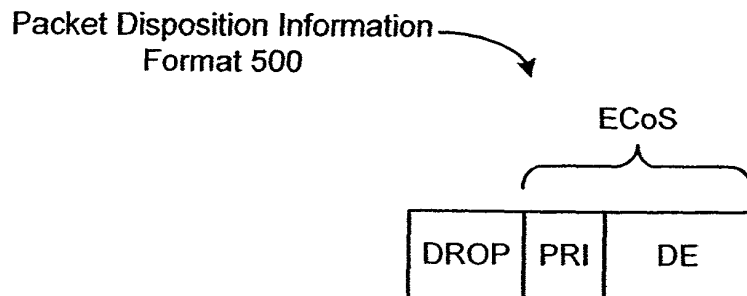 Packet Disposition Information
Format 500
ECoS
DROP PRI DE